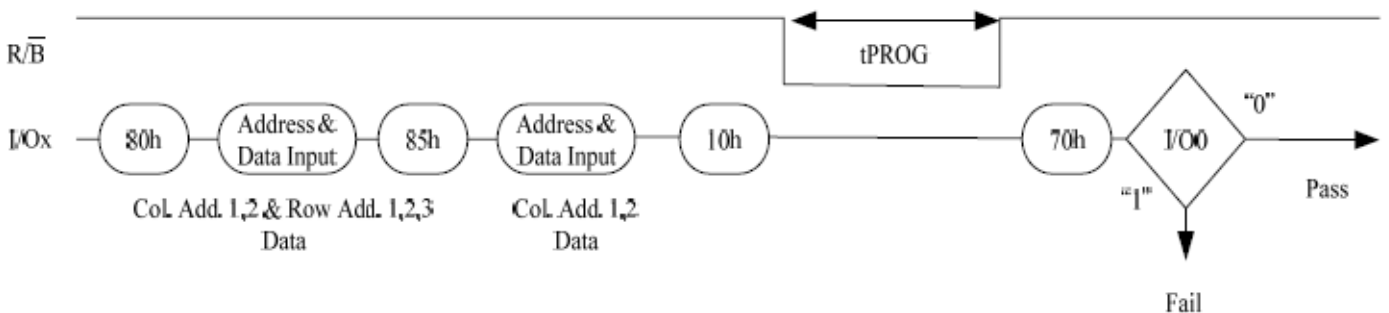 R/B
tPROG
I/Ox
80h
Address &
Data Input
85h
Address &
Data Input
10h
70h
I/O0
“0”
“1”
Pass
Col. Add. 1,2 & Row Add. 1,2,3
Data
Col. Add. 1,2
Data
Fail